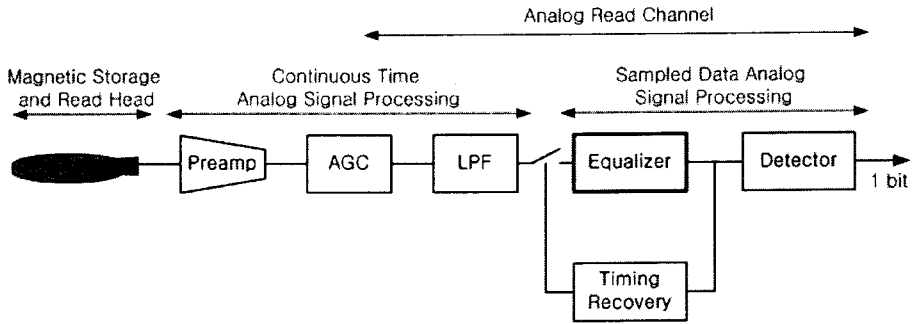 Analog Read Channel
Magnetic Storage
and Read Head
Continuous Time
Analog Signal Processing
Sampled Data Analog
Signal Processing
Preamp
AGC
LPF
Equalizer
Detector
1 bit
Timing
Recovery